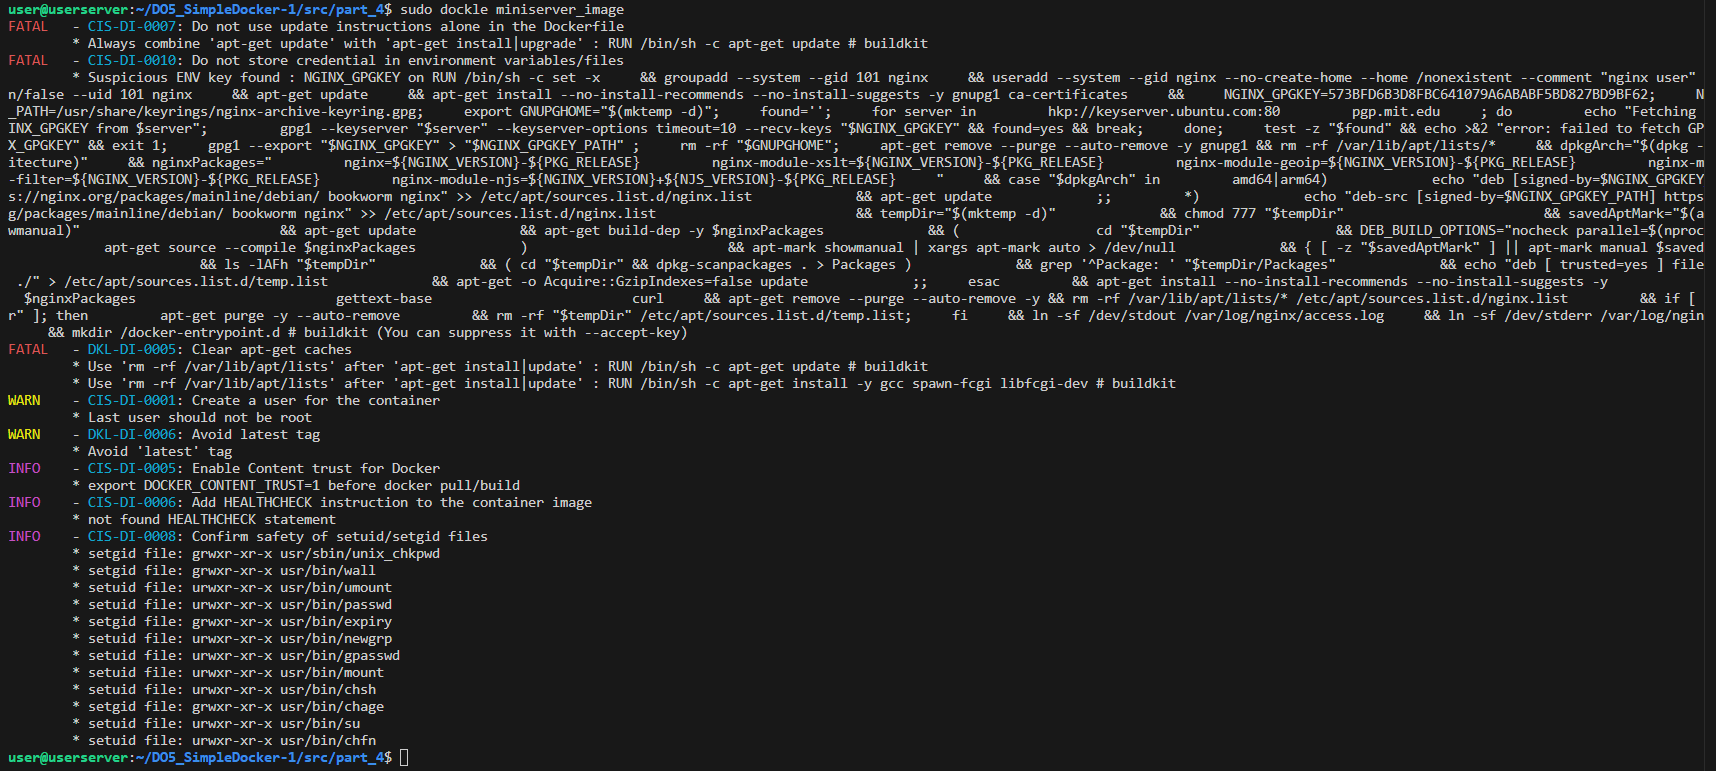 user@userserver:~/DO5_SimpleDocker-1/src/part_4$ sudo dockle miniserver_image
FATAL - CIS-DI-0007: Do not use update instructions alone in the Dockerfile
* Always combine 'apt-get update' with 'apt-get install|upgrade' : RUN /bin/sh -c apt-get update # buildkit
FATAL - CIS-DI-0010: Do not store credential in environment variables/files
* Suspicious ENV key found : NGINX_GPGKEY on RUN /bin/sh -c set -x && groupadd --system --gid 101 nginx && useradd --system --gid nginx --no-create-home --home /nonexistent --comment "nginx user"
n/false --uid 101 nginx && apt-get update && apt-get install --no-install-recommends --no-install-suggests -y gnupg1 ca-certificates && NGINX_GPGKEY=573BFD6B3D8FBC641079A6ABABF5BD827BD9BF62; N
_PATH=/usr/share/keyrings/nginx-archive-keyring.gpg; export GNUPGHOME="$(mktemp -d)"; found=''; for server in hkp://keyserver.ubuntu.com:80 pgp.mit.edu ; do echo "Fetching
INX_GPGKEY from $server"; gpg1 --keyserver "$server" --keyserver-options timeout=10 --recv-keys "$NGINX_GPGKEY" && found=yes && break; done; test -z "$found" && echo >&2 "error: failed to fetch GP
X_GPGKEY" && exit 1; gpg1 --export "$NGINX_GPGKEY" > "$NGINX_GPGKEY_PATH" ; rm -rf "$GNUPGHOME"; apt-get remove --purge --auto-remove -y gnupg1 && rm -rf /var/lib/apt/lists/* && dpkgArch="$(dpkg -
itecture)" && nginxPackages=" nginx=${NGINX_VERSION}-${PKG_RELEASE} nginx-module-xslt=${NGINX_VERSION}-${PKG_RELEASE} nginx-module-geoip=${NGINX_VERSION}-${PKG_RELEASE} nginx-m
-filter=${NGINX_VERSION}-${PKG_RELEASE} nginx-module-njs=${NGINX_VERSION}+${NJS_VERSION}-${PKG_RELEASE} " && case "$dpkgArch" in amd64|arm64) echo "deb [signed-by=$NGINX_GPGKEY
s://nginx.org/packages/mainline/debian/ bookworm nginx" >> /etc/apt/sources.list.d/nginx.list && apt-get update ;; *) echo "deb-src [signed-by=$NGINX_GPGKEY_PATH] https
g/packages/mainline/debian/ bookworm nginx" >> /etc/apt/sources.list.d/nginx.list && tempDir="$(mktemp -d)" && chmod 777 "$tempDir" && savedAptMark="$(a
wmanual)" && apt-get update && apt-get build-dep -y $nginxPackages && ( cd "$tempDir" && DEB_BUILD_OPTIONS="nocheck parallel=$(nproc
apt-get source --compile $nginxPackages ) && apt-mark showmanual | xargs apt-mark auto > /dev/null && { [ -z "$savedAptMark" ] || apt-mark manual $saved
&& ls -lAFh "$tempDir" && ( cd "$tempDir" && dpkg-scanpackages . > Packages ) && grep '^Package: ' "$tempDir/Packages" && echo "deb [ trusted=yes ] file
./" > /etc/apt/sources.list.d/temp.list && apt-get -o Acquire::GzipIndexes=false update ;; esac && apt-get install --no-install-recommends --no-install-suggests -y
$nginxPackages gettext-base curl && apt-get remove --purge --auto-remove -y && rm -rf /var/lib/apt/lists/* /etc/apt/sources.list.d/nginx.list && if [
r" ]; then apt-get purge -y --auto-remove && rm -rf "$tempDir" /etc/apt/sources.list.d/temp.list; fi && ln -sf /dev/stdout /var/log/nginx/access.log && ln -sf /dev/stderr /var/log/ngin
&& mkdir /docker-entrypoint.d # buildkit (You can suppress it with --accept-key)
FATAL - DKL-DI-0005: Clear apt-get caches
* Use 'rm -rf /var/lib/apt/lists' after 'apt-get install|update' : RUN /bin/sh -c apt-get update # buildkit
* Use 'rm -rf /var/lib/apt/lists' after 'apt-get install|update' : RUN /bin/sh -c apt-get install -y gcc spawn-fcgi libfcgi-dev # buildkit
WARN - CIS-DI-0001: Create a user for the container
* Last user should not be root
WARN - DKL-DI-0006: Avoid latest tag
* Avoid 'latest' tag
INFO - CIS-DI-0005: Enable Content trust for Docker
* export DOCKER_CONTENT_TRUST=1 before docker pull/build
INFO - CIS-DI-0006: Add HEALTHCHECK instruction to the container image
* not found HEALTHCHECK statement
INFO - CIS-DI-0008: Confirm safety of setuid/setgid files
* setgid file: grwxr-xr-x usr/sbin/unix_chkpwd
* setgid file: grwxr-xr-x usr/bin/wall
* setuid file: urwxr-xr-x usr/bin/umount
* setuid file: urwxr-xr-x usr/bin/passwd
* setgid file: grwxr-xr-x usr/bin/expiry
* setuid file: urwxr-xr-x usr/bin/newgrp
* setuid file: urwxr-xr-x usr/bin/gpasswd
* setuid file: urwxr-xr-x usr/bin/mount
* setuid file: urwxr-xr-x usr/bin/chsh
* setgid file: grwxr-xr-x usr/bin/chage
* setuid file: urwxr-xr-x usr/bin/su
* setuid file: urwxr-xr-x usr/bin/chfn
user@userserver:~/DO5_SimpleDocker-1/src/part_4$